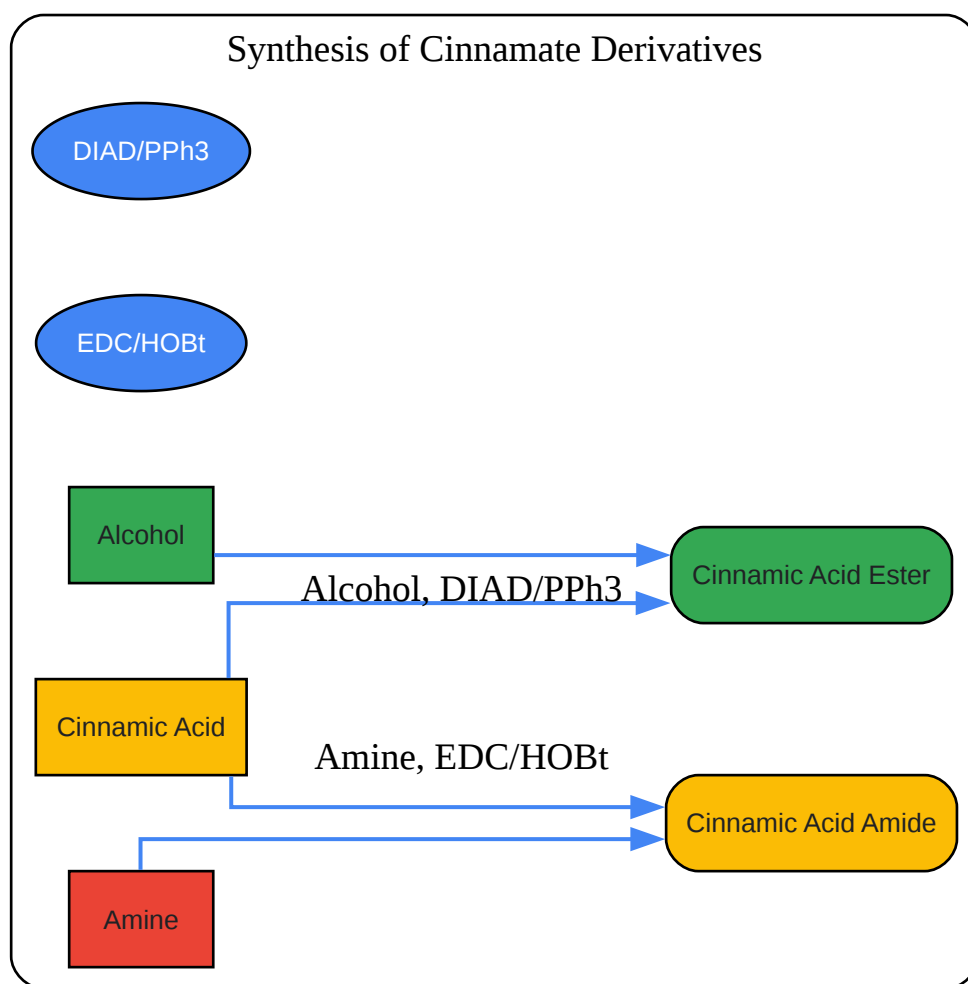 Synthesis of Cinnamate Derivatives
DIAD/PPh3
EDC/HOBt
Alcohol
Cinnamic Acid Ester
Alcohol, DIAD/PPh3
Cinnamic Acid
Amine, EDC/HOBt
Cinnamic Acid Amide
Amine